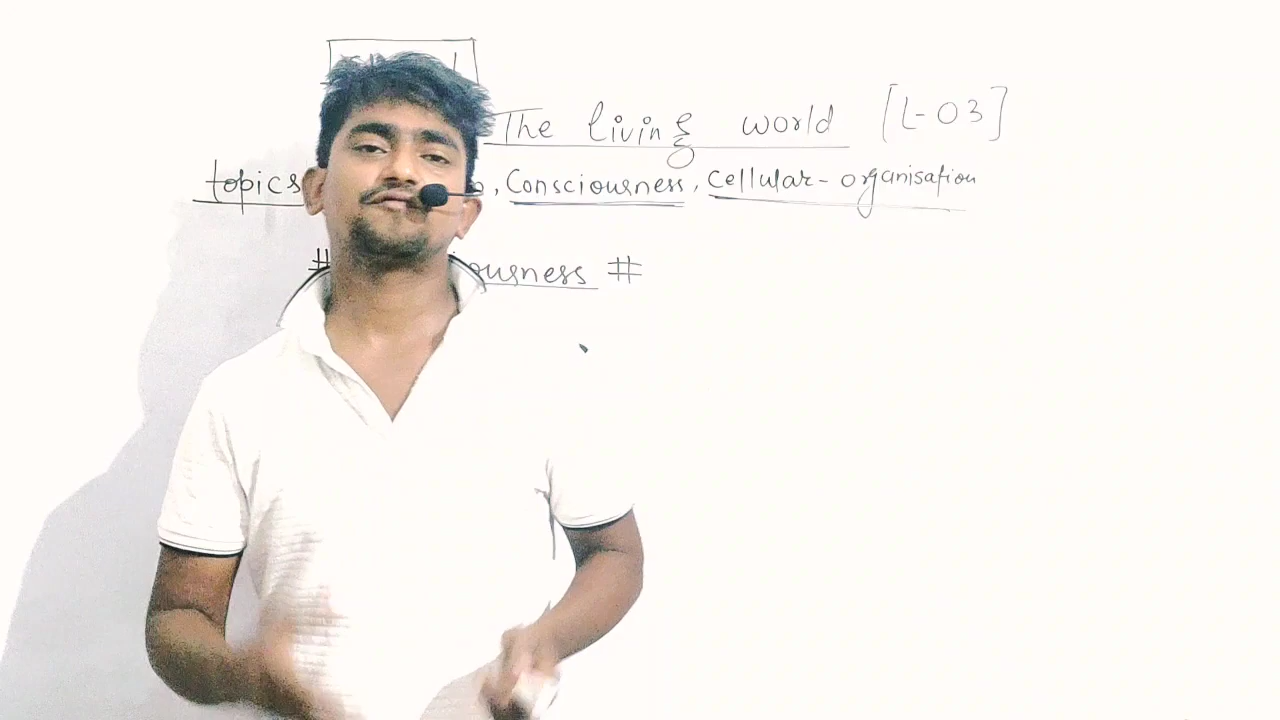 The living world [L-03]
topics , Consciousness, Cellular-organisation
# ousness #